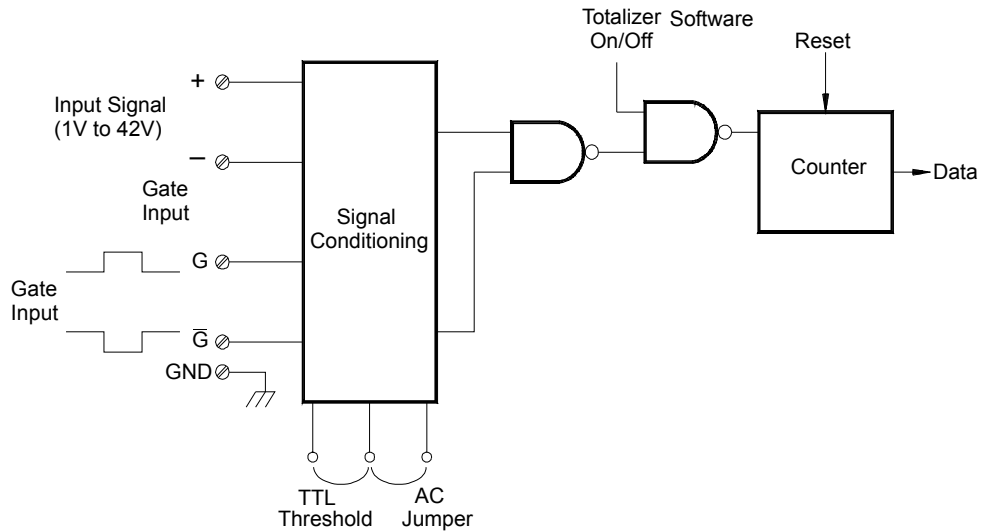 Totalizer Software
On/Off
Reset
+
Input Signal
(1V to 42V)
−
Gate
Input
Signal
Conditioning
Counter
Data
G
Gate
Input
G̅
GND
TTL
Threshold
AC
Jumper